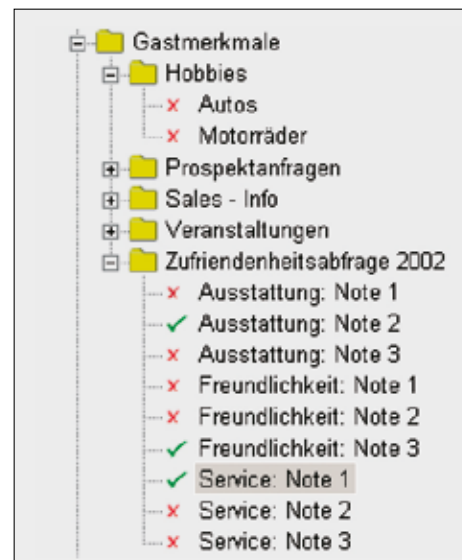 Gastmerkmale
Hobbies
Autos
Motorräder
Prospektanfragen
Sales - Info
Veranstaltungen
Zufriendenheitsabfrage 2002
Ausstattung: Note 1
Ausstattung: Note 2
Ausstattung: Note 3
Freundlichkeit: Note 1
Freundlichkeit: Note 2
Freundlichkeit: Note 3
Service: Note 1
Service: Note 2
Service: Note 3